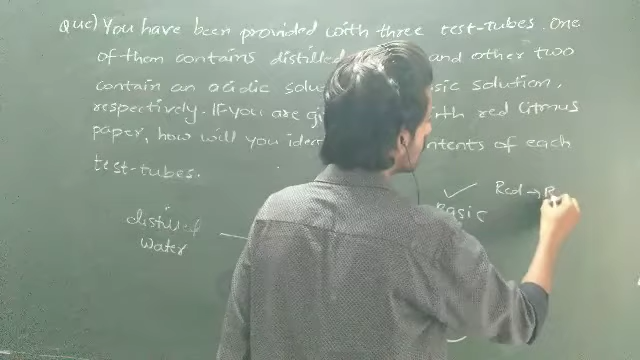 Que) You have been provided with three test-tubes. One
of them contains distilled and other two
contain an acidic solu sic solution,
respectively. If you are gi ith red Citmus
paper, how will you iden ntents of each
test-tubes.
Red → B
Basic
distilled
Water